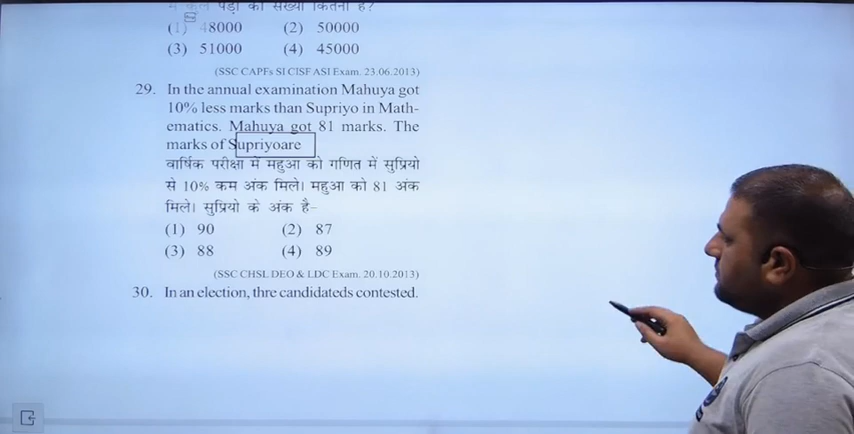 में कुल पेड़ों की संख्या कितनी है?
(1) 48000 (2) 50000
(3) 51000 (4) 45000
(SSC CAPFs SI CISF ASI Exam. 23.06.2013)
29. In the annual examination Mahuya got
10% less marks than Supriyo in Math-
ematics. Mahuya got 81 marks. The
marks of Supriyoare
वार्षिक परीक्षा में महुआ को गणित में सुप्रियो
से 10% कम अंक मिले। महुआ को 81 अंक
मिले। सुप्रियो के अंक है–
(1) 90 (2) 87
(3) 88 (4) 89
(SSC CHSL DEO & LDC Exam. 20.10.2013)
30. In an election, thre candidateds contested.